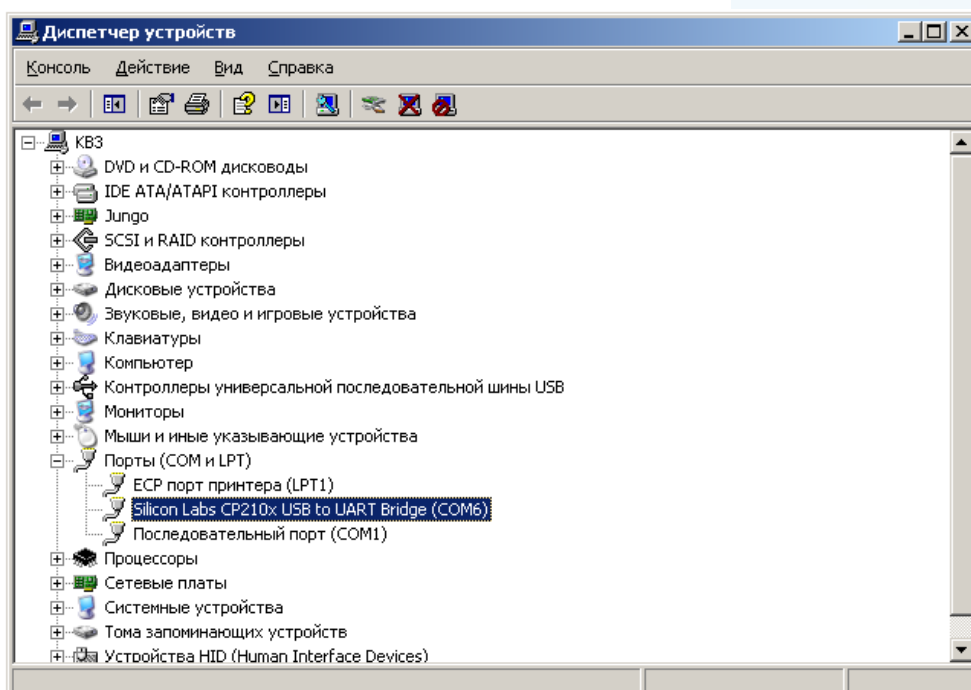 Диспетчер устройств
Консоль Действие Вид Справка
KB3
DVD и CD-ROM дисководы
IDE ATA/ATAPI контроллеры
Jungo
SCSI и RAID контроллеры
Видеоадаптеры
Дисковые устройства
Звуковые, видео и игровые устройства
Клавиатуры
Компьютер
Контроллеры универсальной последовательной шины USB
Мониторы
Мыши и иные указывающие устройства
Порты (COM и LPT)
ECP порт принтера (LPT1)
Silicon Labs CP210x USB to UART Bridge (COM6)
Последовательный порт (COM1)
Процессоры
Сетевые платы
Системные устройства
Тома запоминающих устройств
Устройства HID (Human Interface Devices)